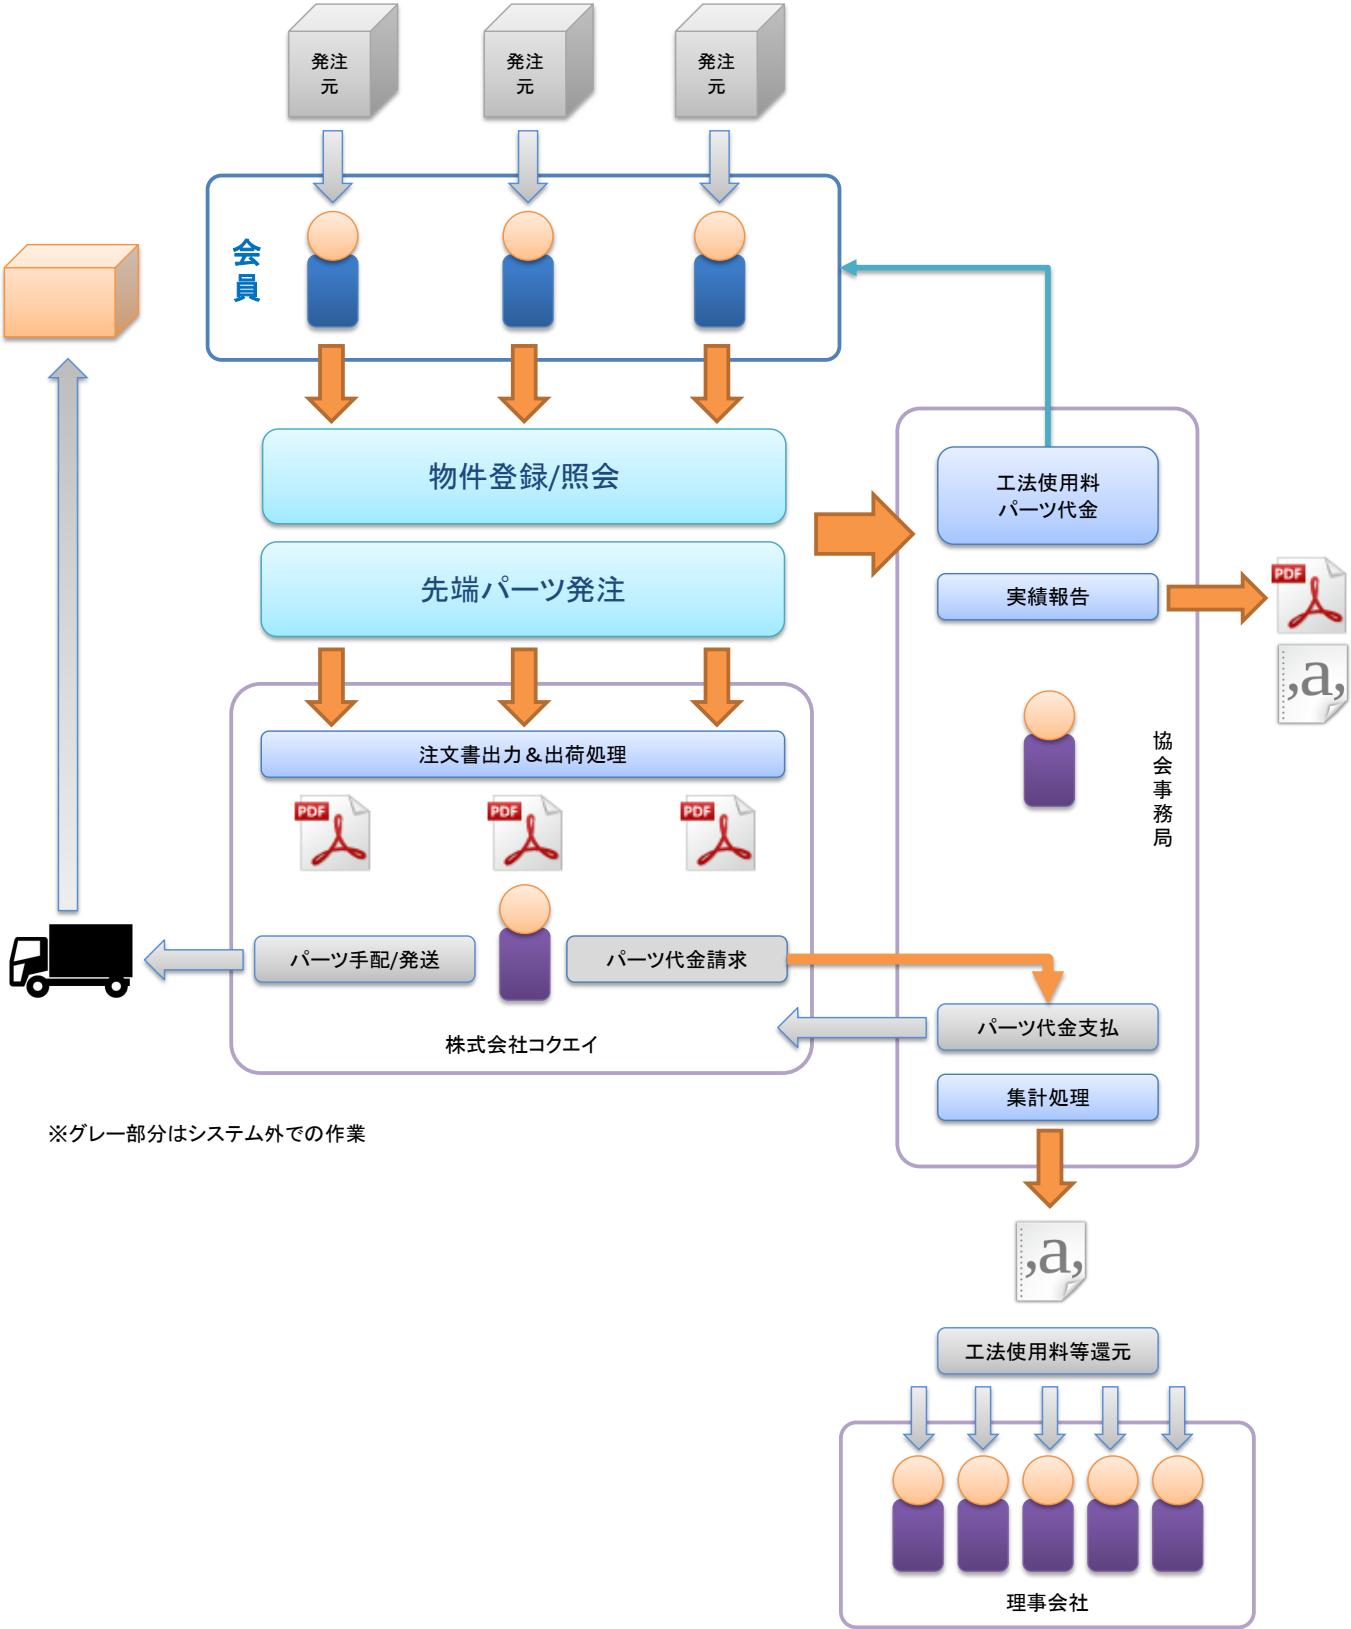 発注
元
発注
元
発注
元
会
員
物件登録/照会
先端パーツ発注
工法使用料
パーツ代金
実績報告
PDF
,a,
協
会
事
務
局
注文書出力＆出荷処理
PDF
PDF
PDF
パーツ手配/発送
パーツ代金請求
株式会社コクエイ
パーツ代金支払
集計処理
※グレー部分はシステム外での作業
,a,
工法使用料等還元
理事会社